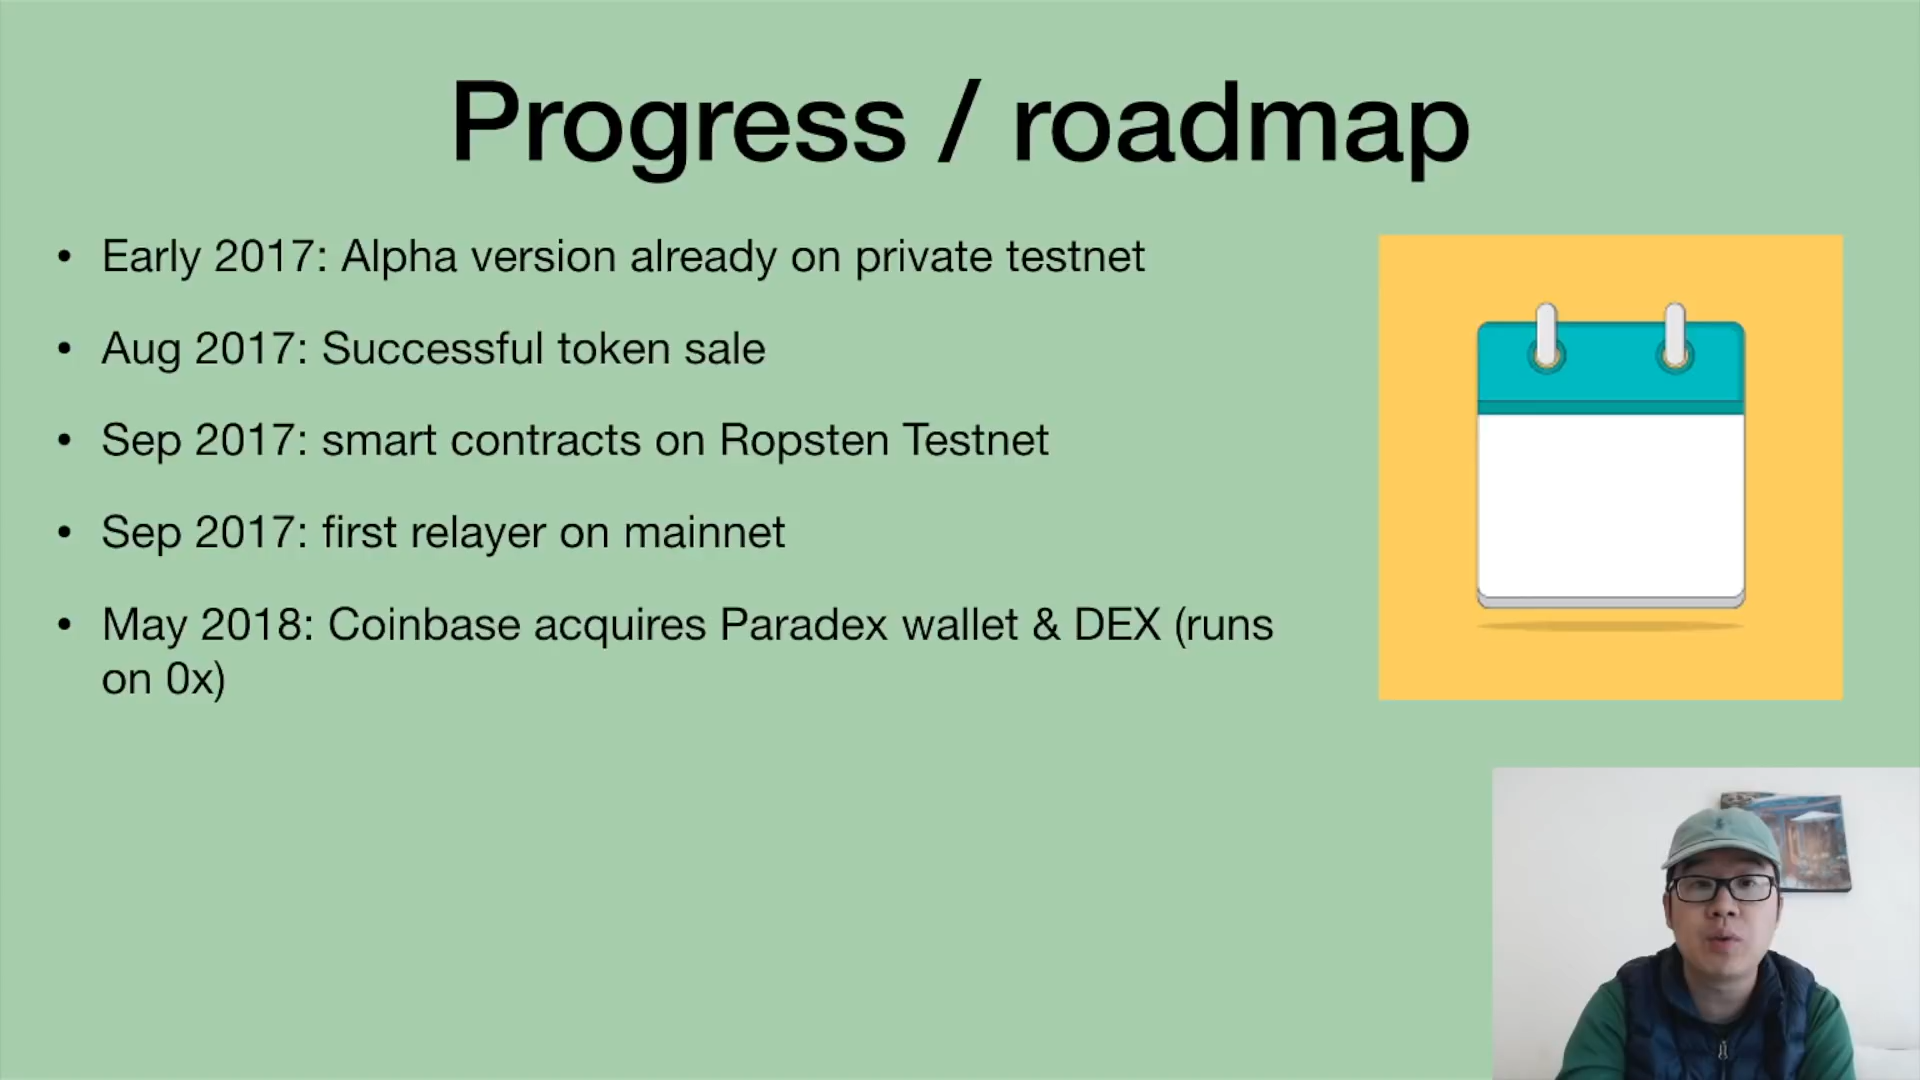 Progress / roadmap
• Early 2017: Alpha version already on private testnet
• Aug 2017: Successful token sale
• Sep 2017: smart contracts on Ropsten Testnet
• Sep 2017: first relayer on mainnet
• May 2018: Coinbase acquires Paradex wallet & DEX (runs
on 0x)